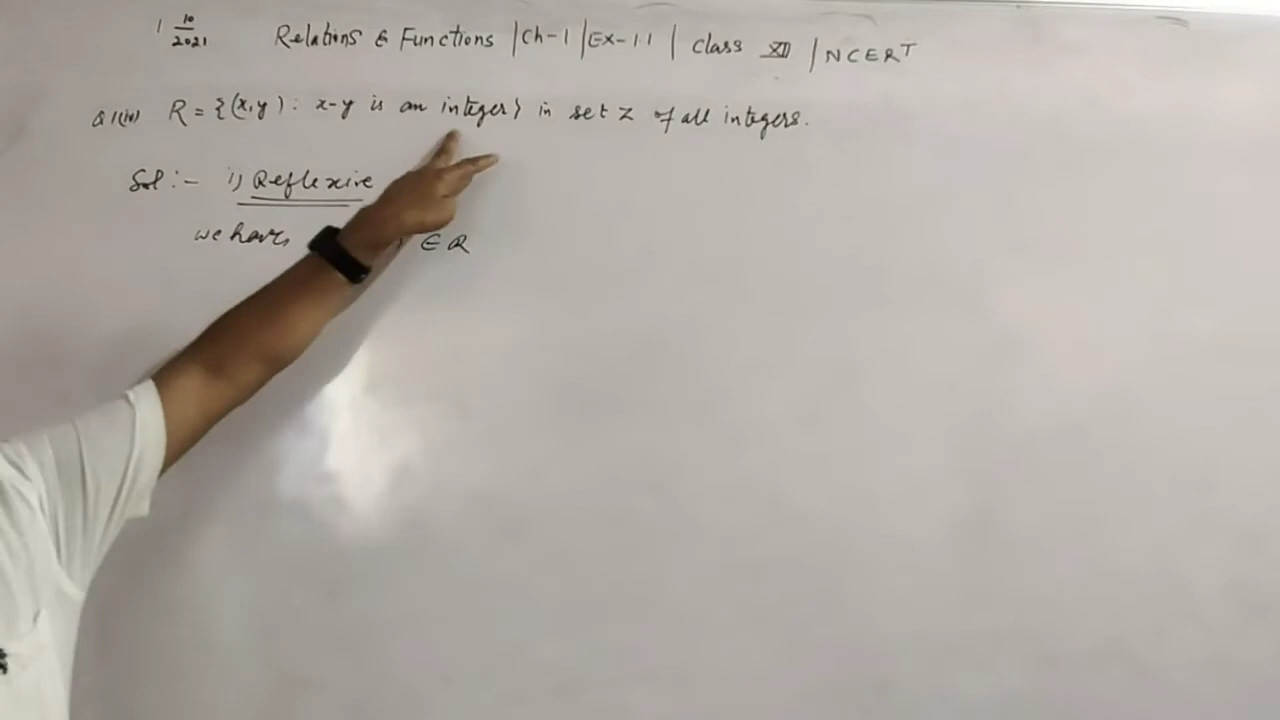 1 10/2021 Relations & Functions | Ch-1 | Ex-1.1 | Class XII | NCERT
Q1(iv) R = {(x,y) : x-y is an integer} in set Z of all integers.
Sol :- i) Reflexive
we have, ∈ R